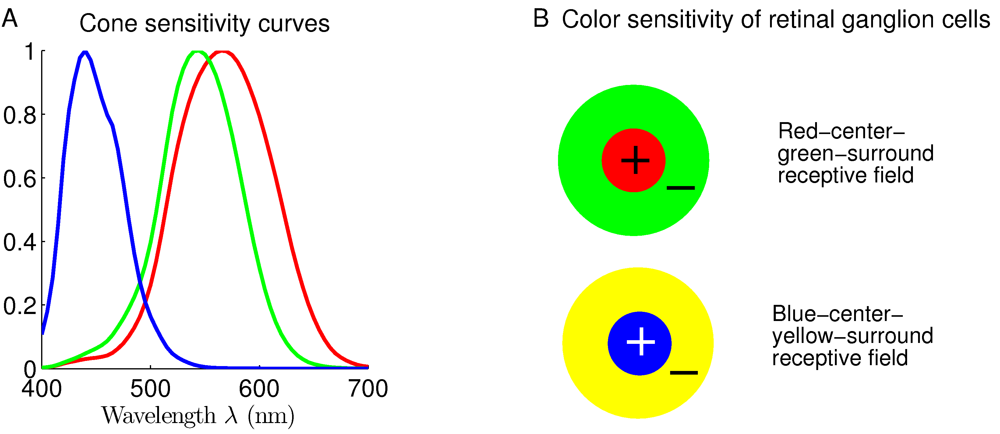 A
Cone sensitivity curves
1
0.8
0.6
0.4
0.2
0
400 500 600 700
Wavelength λ (nm)
B Color sensitivity of retinal ganglion cells
+
−
Red−center−
green−surround
receptive field
+
−
Blue−center−
yellow−surround
receptive field